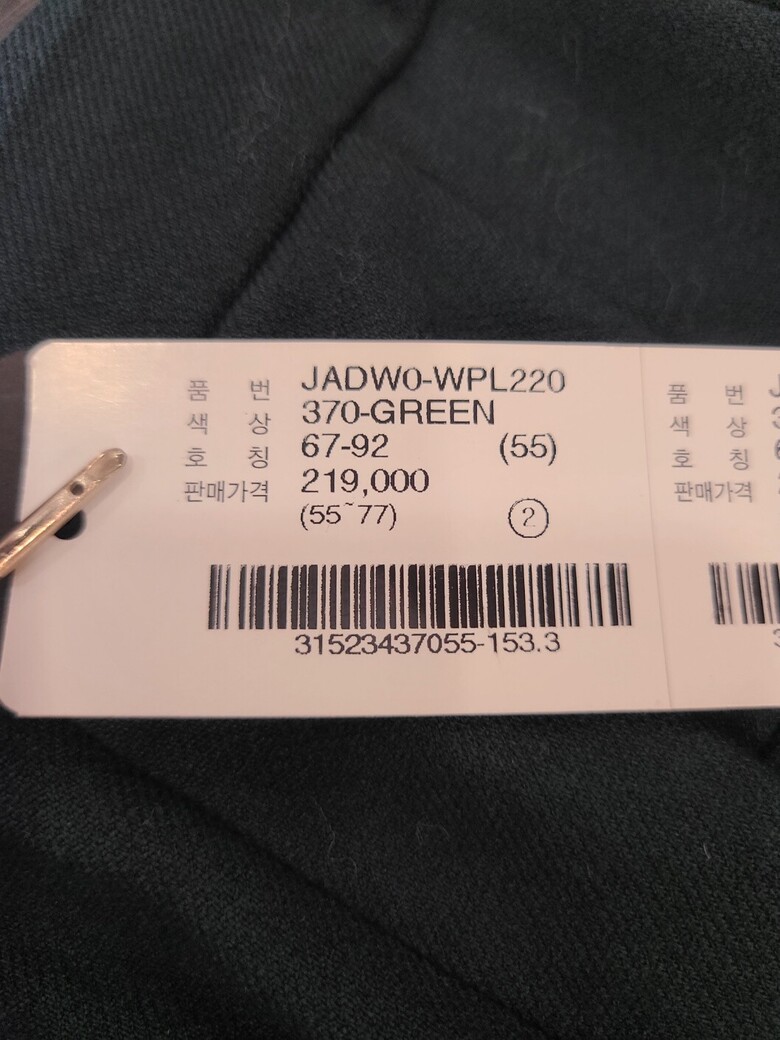 품 번 JADW0-WPL220
색 상 370-GREEN
호 칭 67-92 (55)
판매가격 219,000
(55~77) ②
31523437055-153.3
품 번
색 상
호 칭
판매가격